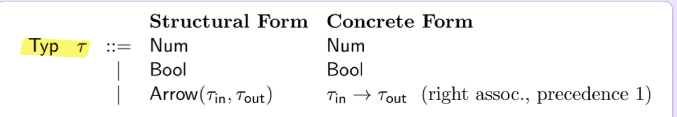 Structural Form Concrete Form
Typ τ ::= Num Num
| Bool Bool
| Arrow(τin, τout) τin → τout (right assoc., precedence 1)